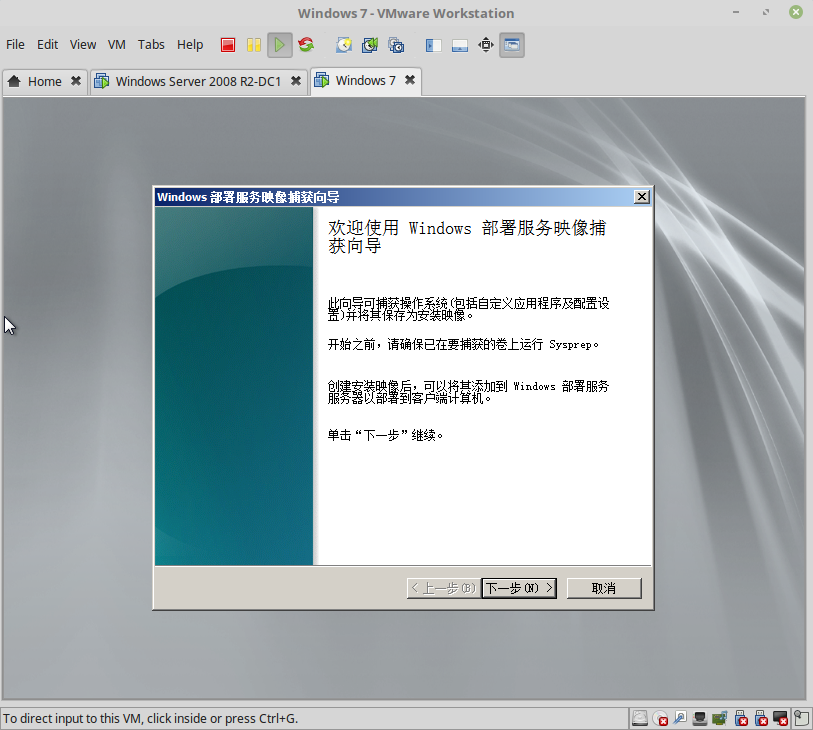 Windows 7 - VMware Workstation
File Edit View VM Tabs Help
Home Windows Server 2008 R2-DC1 Windows 7
Windows 部署服务映像捕获向导
欢迎使用 Windows 部署服务映像捕
获向导
此向导可捕获操作系统(包括自定义应用程序及配置设
置)并将其保存为安装映像。
开始之前，请确保已在要捕获的卷上运行 Sysprep。
创建安装映像后，可以将其添加到 Windows 部署服务
服务器以部署到客户端计算机。
单击“下一步”继续。
< 上一步(B) 下一步(N) > 取消
To direct input to this VM, click inside or press Ctrl+G.